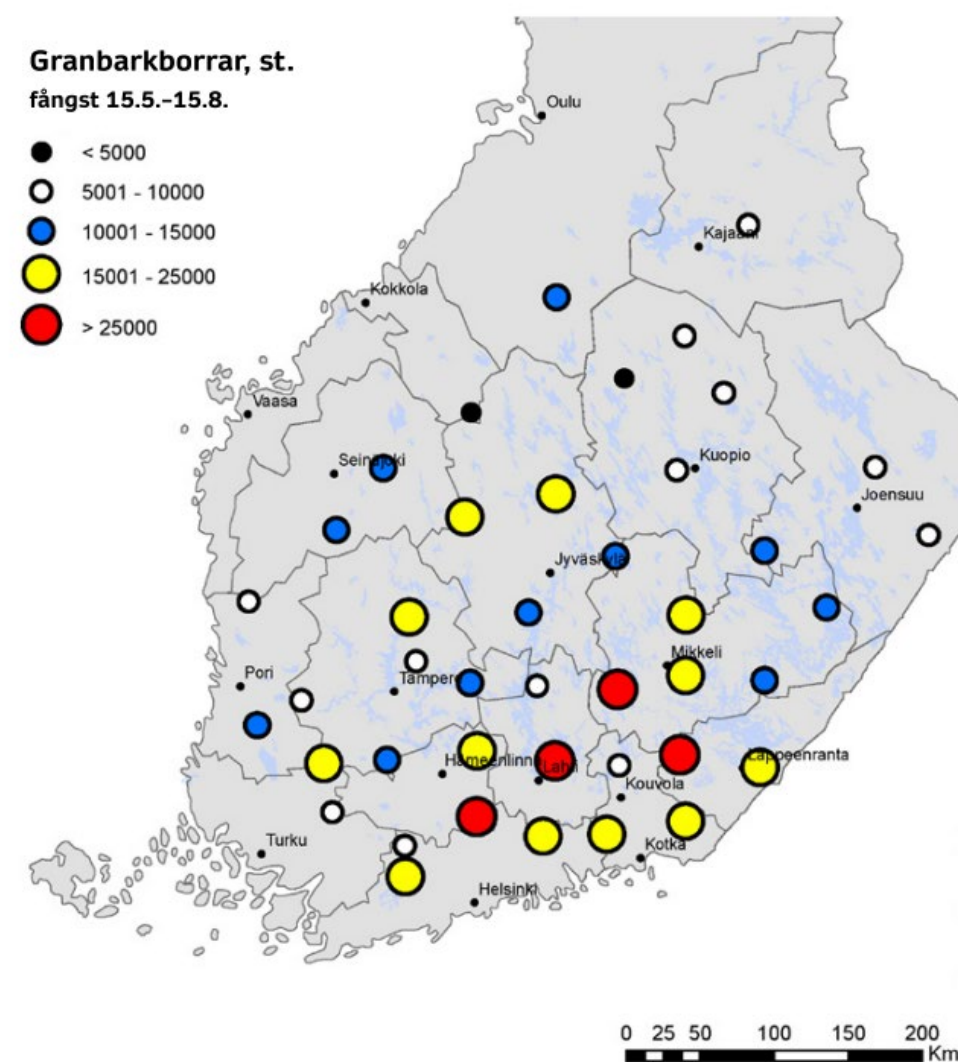 Granbarkborrar, st.
fångst 15.5.-15.8.
< 5000
5001 - 10000
10001 - 15000
15001 - 25000
> 25000
Oulu
Kajaani
Kokkola
Vaasa
Seinäjoki
Kuopio
Joensuu
Jyväskylä
Mikkeli
Pori
Tampere
Hämeenlinn
Lahti
Lappeenranta
Kouvola
Turku
Kotka
Helsinki
0 25 50 100 150 200
Km